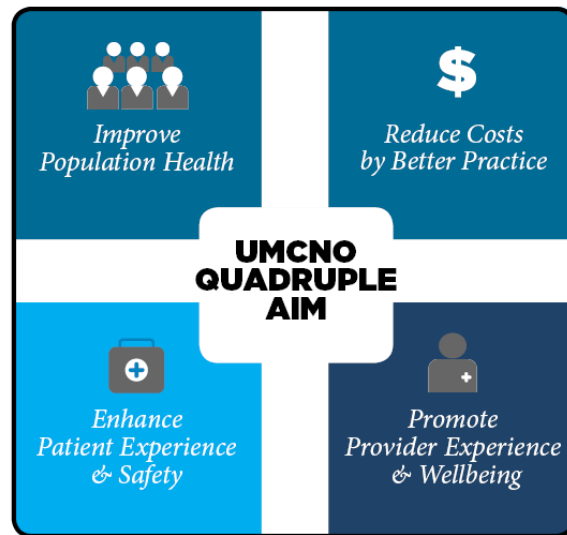 Improve
Population Health
$
Reduce Costs
by Better Practice
UMCNO
QUADRUPLE
AIM
Enhance
Patient Experience
& Safety
Promote
Provider Experience
& Wellbeing